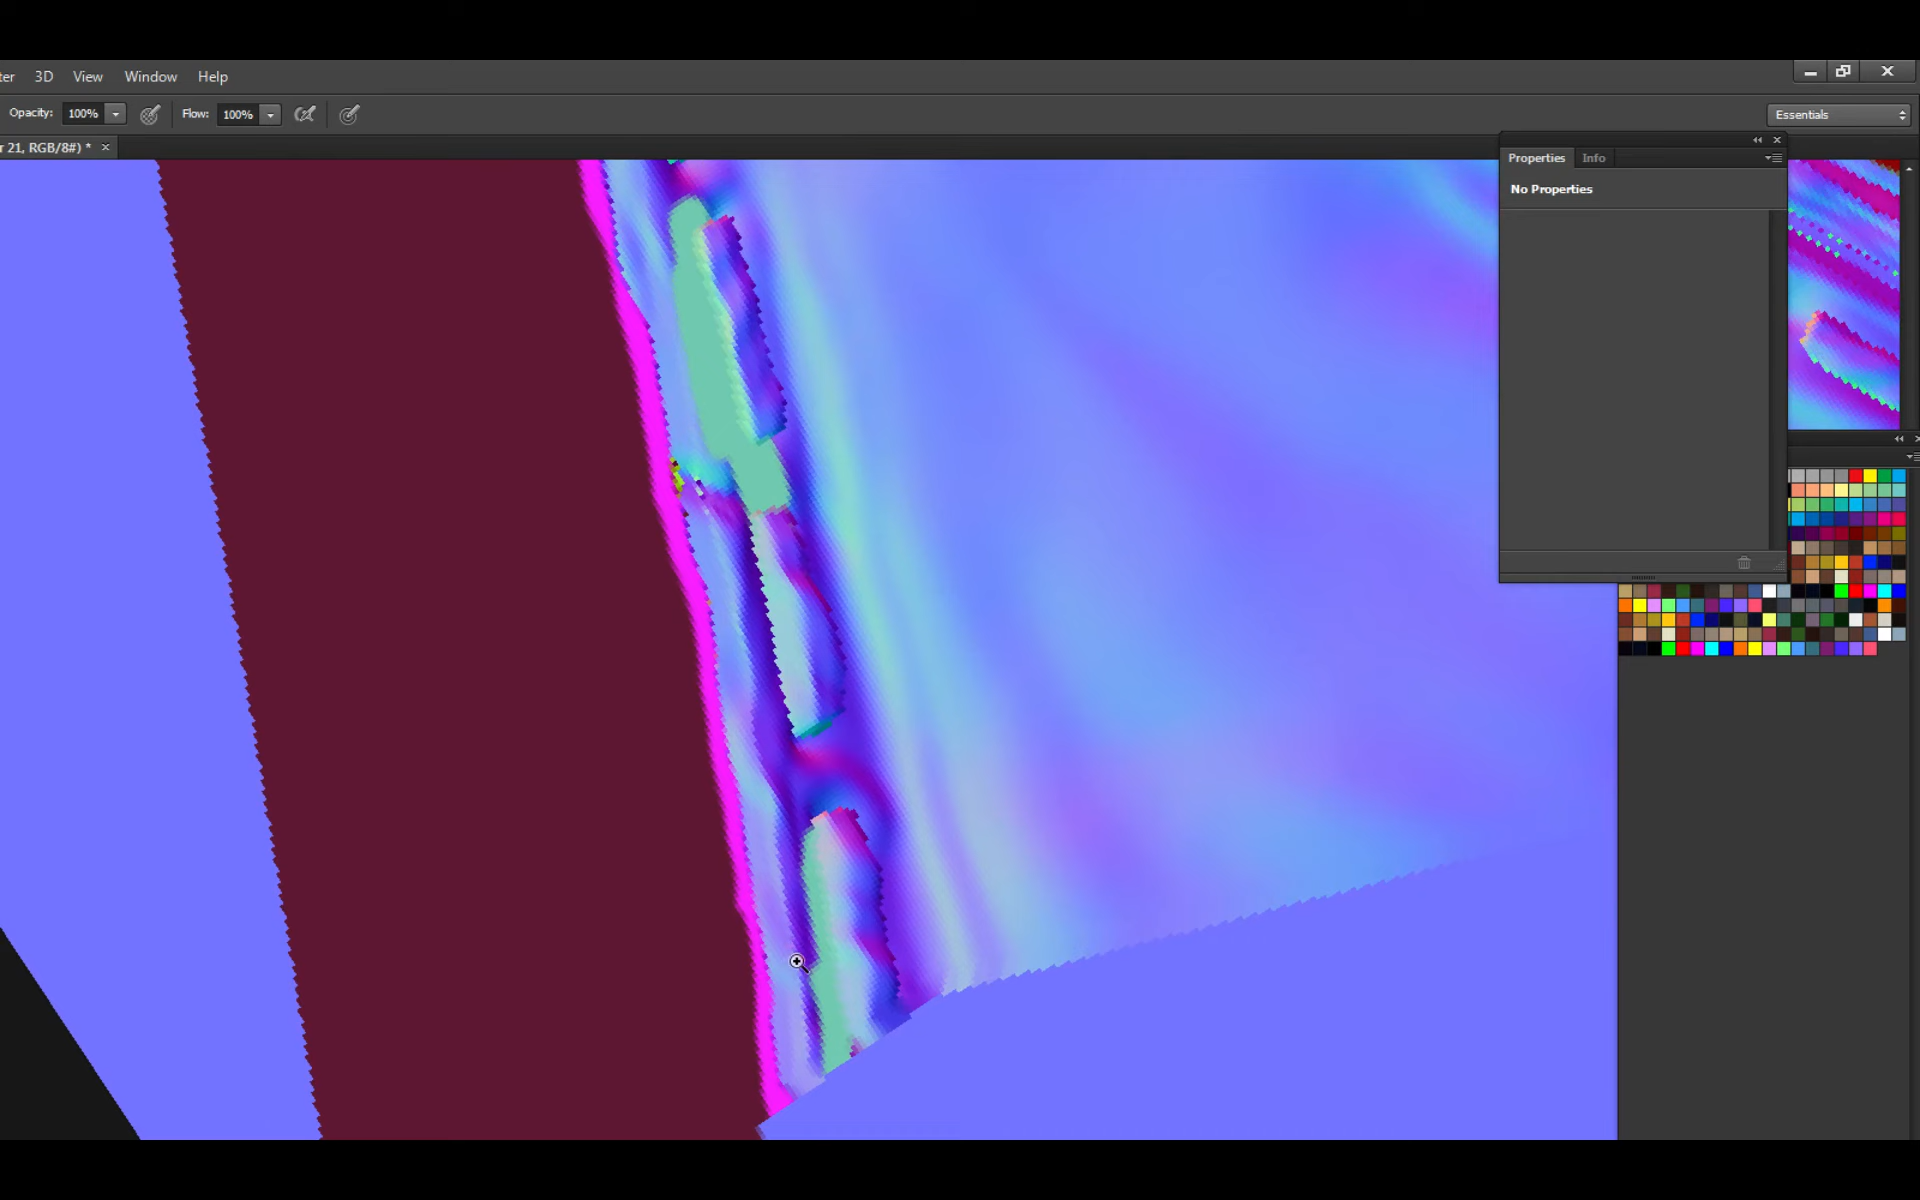 ter 3D View Window Help
Opacity: 100% Flow: 100% Essentials
r 21, RGB/8#) *
Properties Info
No Properties